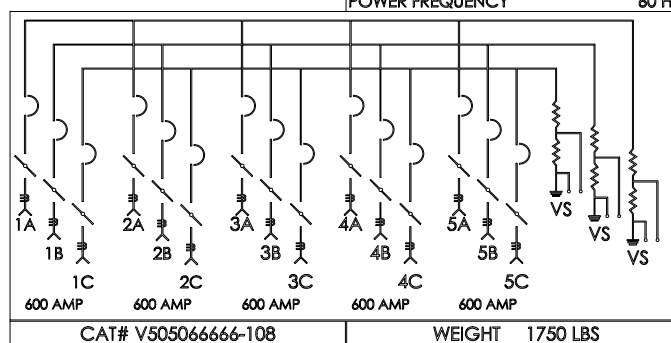 POWER FREQUENCY 60 H
1A 2A 3A 4A 5A VS
1B 2B 3B 4B 5B VS
1C 2C 3C 4C 5C VS
600 AMP 600 AMP 600 AMP 600 AMP 600 AMP
CAT# V505066666-108 WEIGHT 1750 LBS